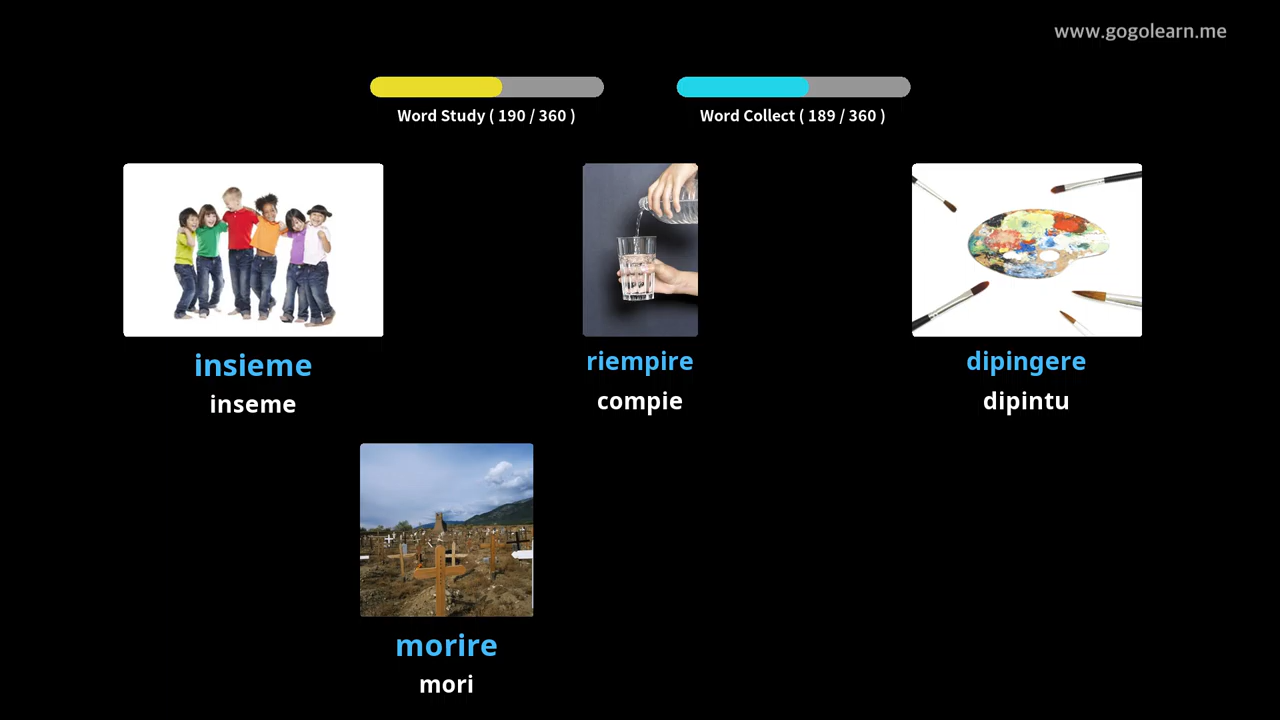 www.gogolearn.me
Word Study ( 190 / 360 )
Word Collect ( 189 / 360 )
insieme
inseme
riempire
compie
dipingere
dipintu
morire
mori